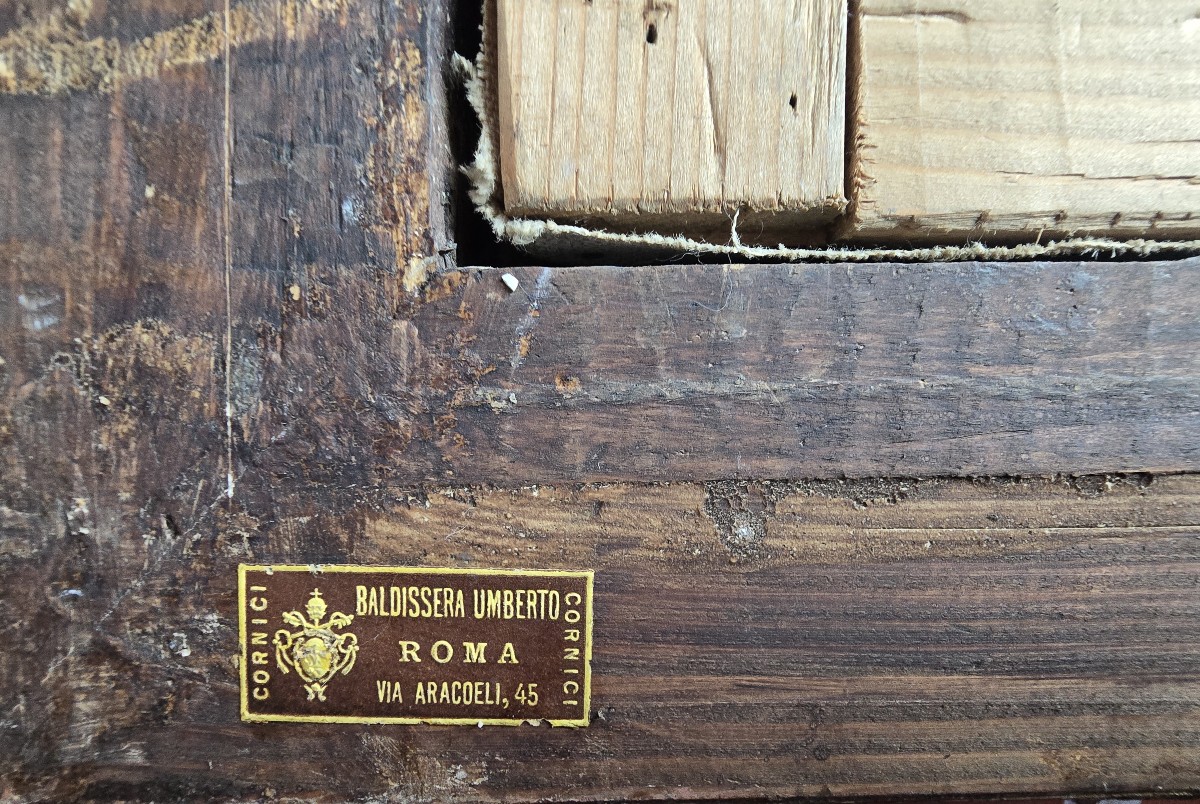 CORNICI
BALDISSERA UMBERTO
ROMA
VIA ARACOELI, 45
CORNICI